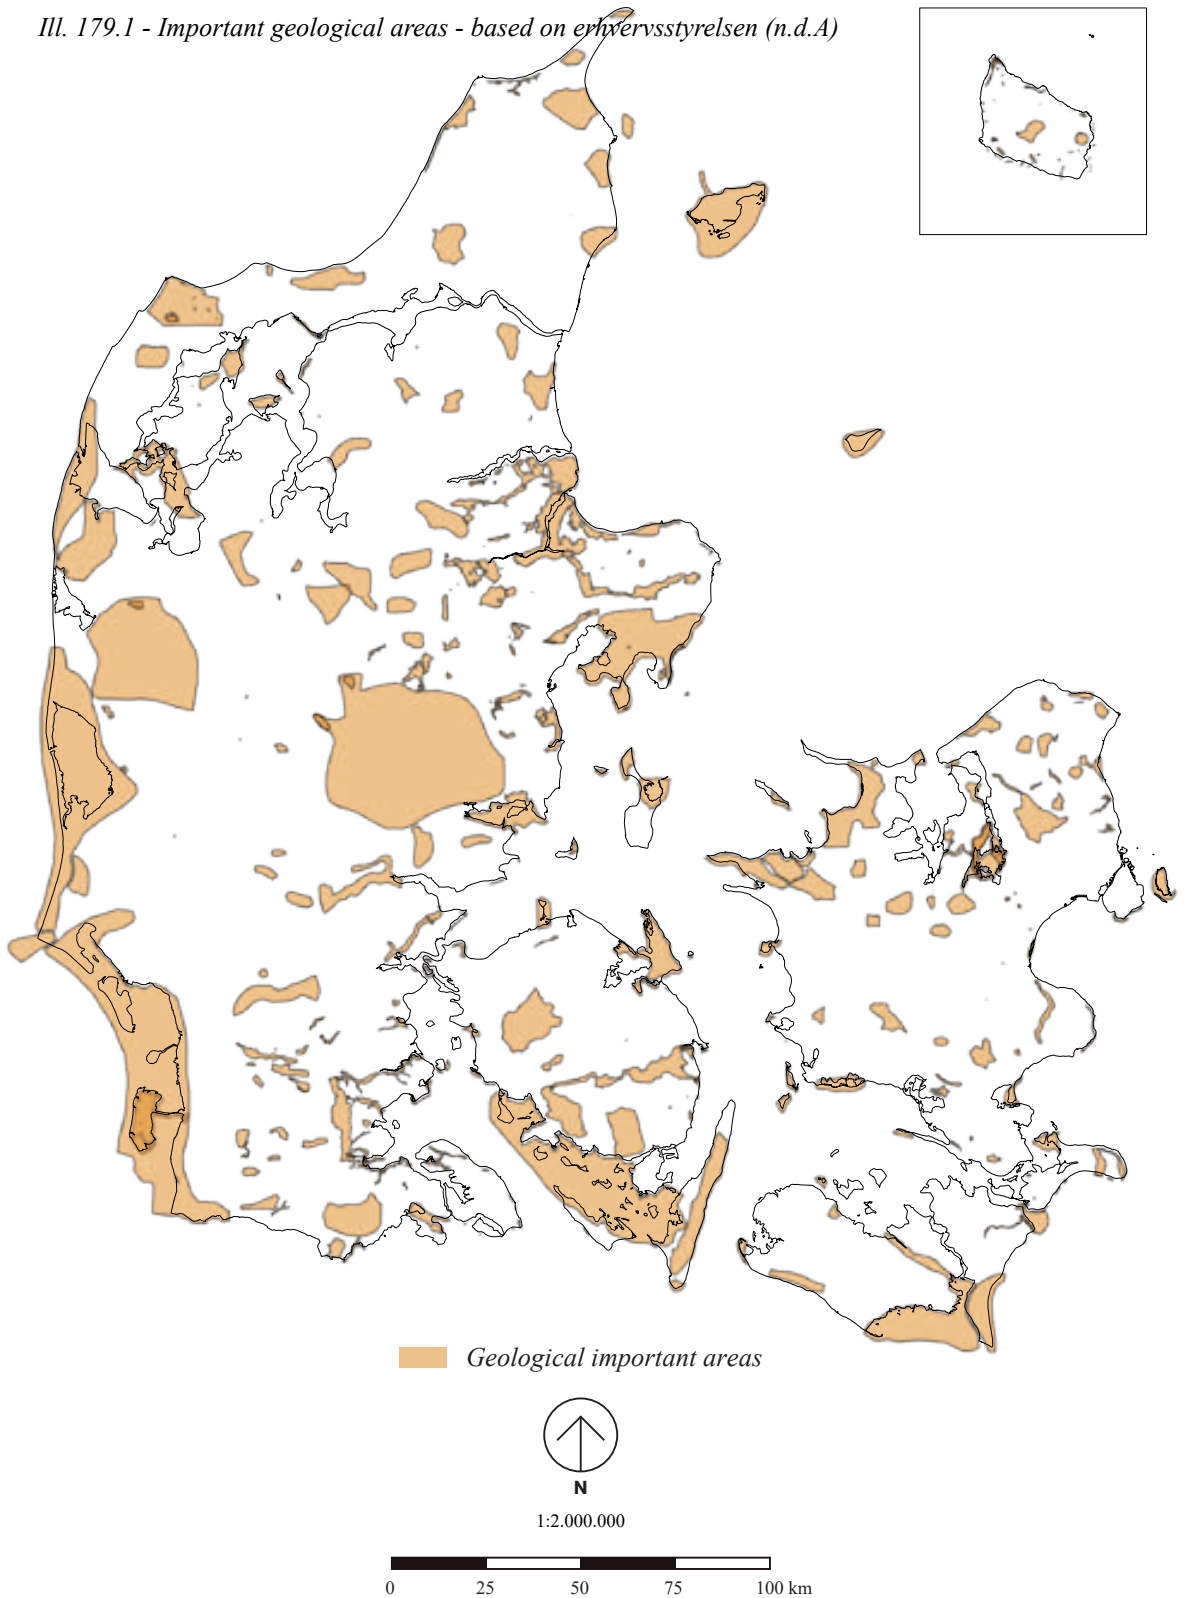 Ill. 179.1 - Important geological areas - based on erhvervsstyrelsen (n.d.A)
Geological important areas
N
1:2.000.000
0 25 50 75 100 km